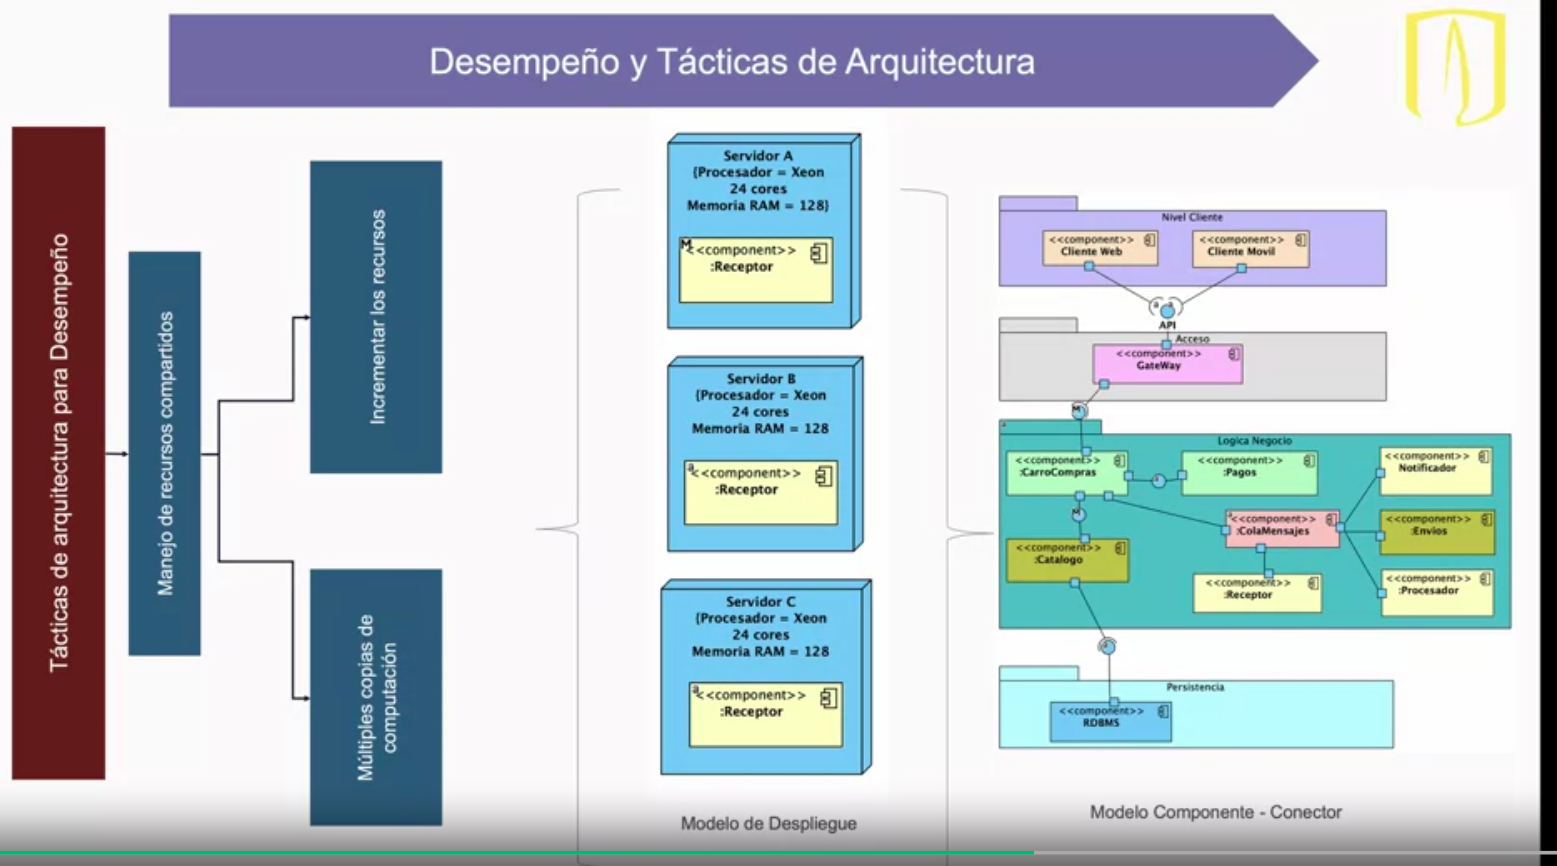 Desempeño y Tácticas de Arquitectura
Tácticas de arquitectura para Desempeño
Manejo de recursos compartidos
Incrementar los recursos
Múltiples copias de
computación
Servidor A
{Procesador = Xeon
24 cores
Memoria RAM = 128}
M
<<component>>
:Receptor
Servidor B
{Procesador = Xeon
24 cores
Memoria RAM = 128
a
<<component>>
:Receptor
Servidor C
{Procesador = Xeon
24 cores
Memoria RAM = 128
a
<<component>>
:Receptor
Modelo de Despliegue
Nivel Cliente
<<component>>
Cliente Web
<<component>>
Cliente Movil
a
a
API
Acceso
<<component>>
GateWay
M
Logica Negocio
<<component>>
:CarroCompras
<<component>>
:Pagos
<<component>>
Notificador
a
M
a
<<component>>
:ColaMensajes
<<component>>
:Envios
<<component>>
:Catalogo
<<component>>
:Receptor
<<component>>
:Procesador
a
Persistencia
<<component>>
RDBMS
Modelo Componente - Conector